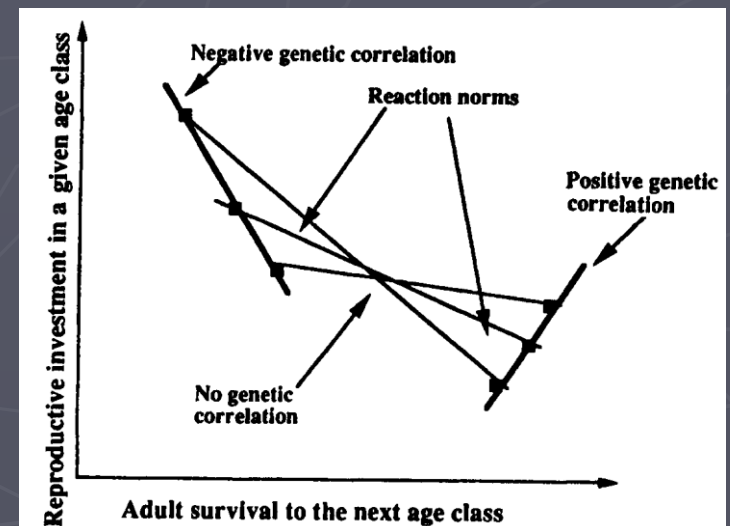 Reproductive investment in a given age class
Negative genetic correlation
Reaction norms
Positive genetic
correlation
No genetic
correlation
Adult survival to the next age class